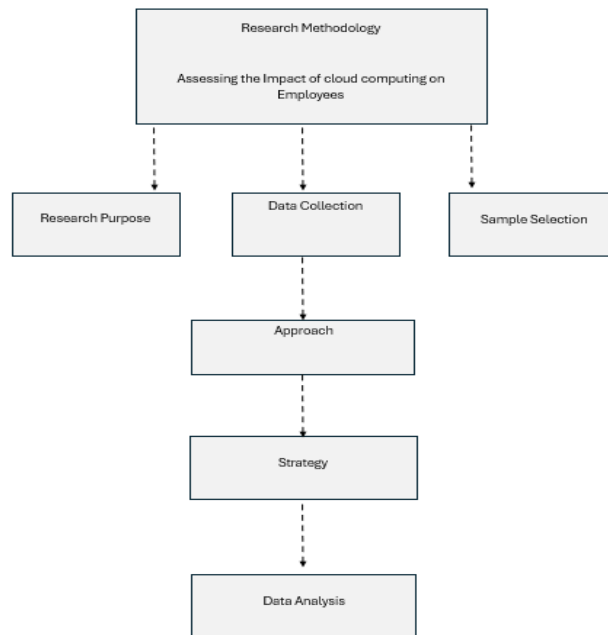 Research Methodology
Assessing the Impact of cloud computing on
Employees
Research Purpose
Data Collection
Sample Selection
Approach
Strategy
Data Analysis